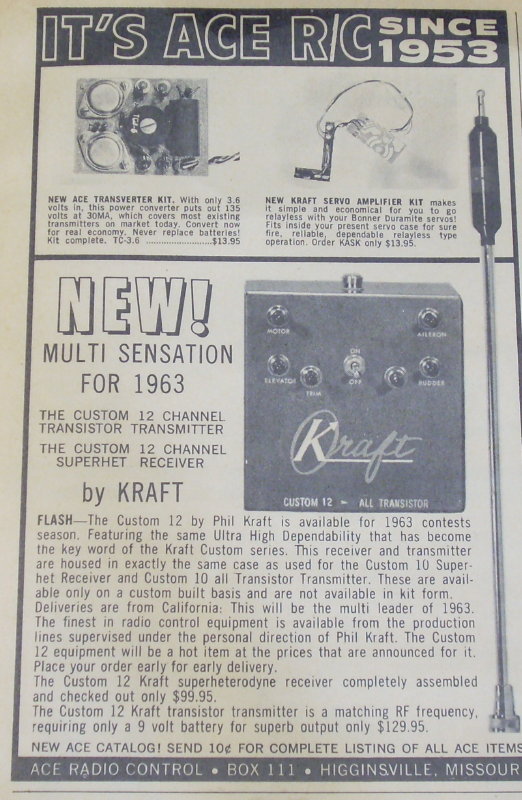 IT'S ACE R/C SINCE 1953
NEW ACE TRANSVERTER KIT. With only 3.6
volts in, this power converter puts out 135
volts at 30MA, which covers most existing
transmitters on market today. Convert now
for real economy. Never replace batteries!
Kit complete. TC-3.6 ..................$13.95
NEW KRAFT SERVO AMPLIFIER KIT makes
it simple and economical for you to go
relayless with your Bonner Duramite servos!
Fits inside your present servo case for sure
fire, reliable, dependable relayless type
operation. Order KASK only $13.95.
NEW!
MULTI SENSATION
FOR 1963
THE CUSTOM 12 CHANNEL
TRANSISTOR TRANSMITTER
THE CUSTOM 12 CHANNEL
SUPERHET RECEIVER
by KRAFT
MOTOR
AILERON
ON
ELEVATOR
OFF
RUDDER
TRIM
Kraft
CUSTOM 12 - ALL TRANSISTOR
FLASH—The Custom 12 by Phil Kraft is available for 1963 contests
season. Featuring the same Ultra High Dependability that has become
the key word of the Kraft Custom series. This receiver and transmitter
are housed in exactly the same case as used for the Custom 10 Super-
het Receiver and Custom 10 all Transistor Transmitter. These are avail-
able only on a custom built basis and are not available in kit form.
Deliveries are from California: This will be the multi leader of 1963.
The finest in radio control equipment is available from the production
lines supervised under the personal direction of Phil Kraft. The Custom
12 equipment will be a hot item at the prices that are announced for it.
Place your order early for early delivery.
The Custom 12 Kraft superheterodyne receiver completely assembled
and checked out only $99.95.
The Custom 12 Kraft transistor transmitter is a matching RF frequency,
requiring only a 9 volt battery for superb output only $129.95.
NEW ACE CATALOG! SEND 10¢ FOR COMPLETE LISTING OF ALL ACE ITEMS
ACE RADIO CONTROL • BOX 111 • HIGGINSVILLE, MISSOUR